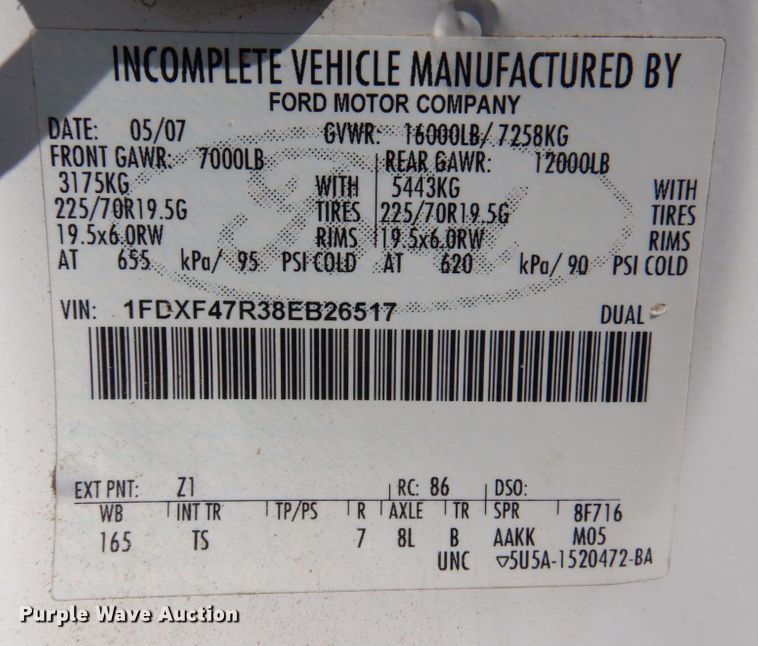 INCOMPLETE VEHICLE MANUFACTURED BY
FORD MOTOR COMPANY
DATE: 05/07 GVWR: 16000LB/ 7258KG
FRONT GAWR: 7000LB REAR GAWR: 12000LB
3175KG WITH 5443KG WITH
225/70R19.5G TIRES 225/70R19.5G TIRES
19.5x6.0RW RIMS 19.5x6.0RW RIMS
AT 655 kPa/ 95 PSI COLD AT 620 kPa/ 90 PSI COLD
VIN: 1FDXF47R38EB26517 DUAL
EXT PNT: Z1 RC: 86 DSO:
WB INT TR TP/PS R AXLE TR SPR 8F716
165 TS 7 8L B AAKK M05
UNC ▽5U5A-1520472-BA
Purple Wave Auction